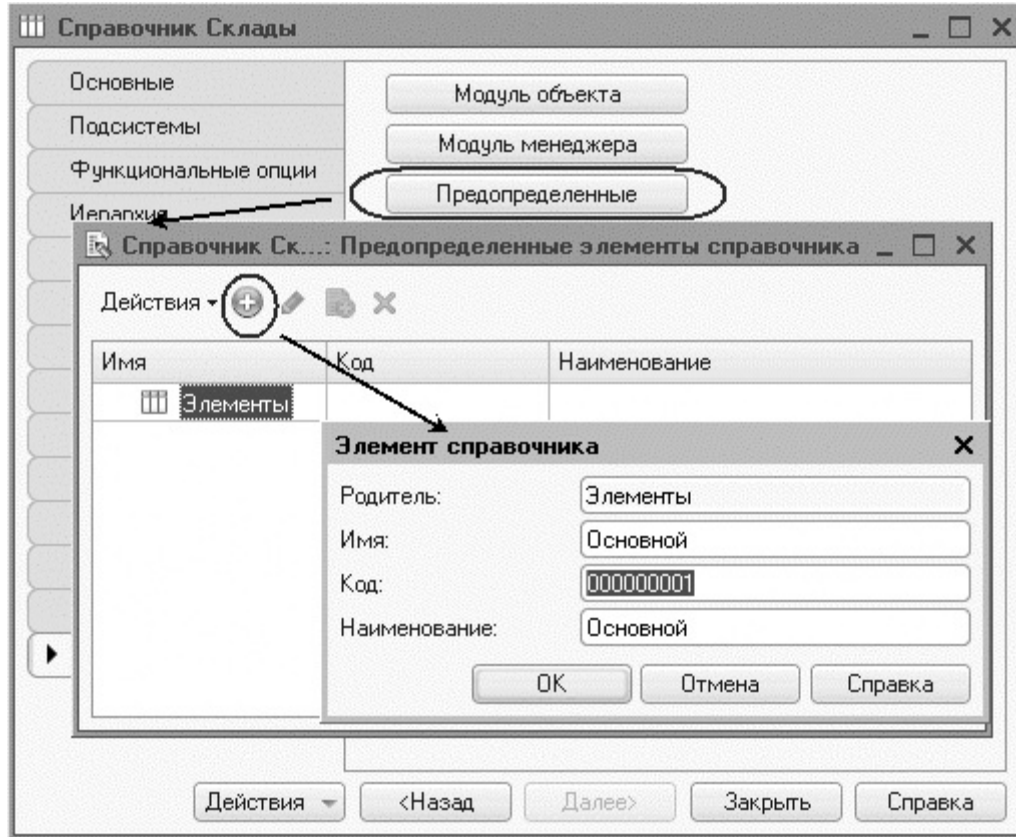 Справочник Склады
Основные
Подсистемы
Функциональные опции
Иерархия
Модуль объекта
Модуль менеджера
Предопределенные
Справочник Ск...: Предопределенные элементы справочника
Действия
Имя Код Наименование
Элементы
Элемент справочника
Родитель: Элементы
Имя: Основной
Код: 000000001
Наименование: Основной
OK Отмена Справка
Действия <Назад Далее> Закрыть Справка